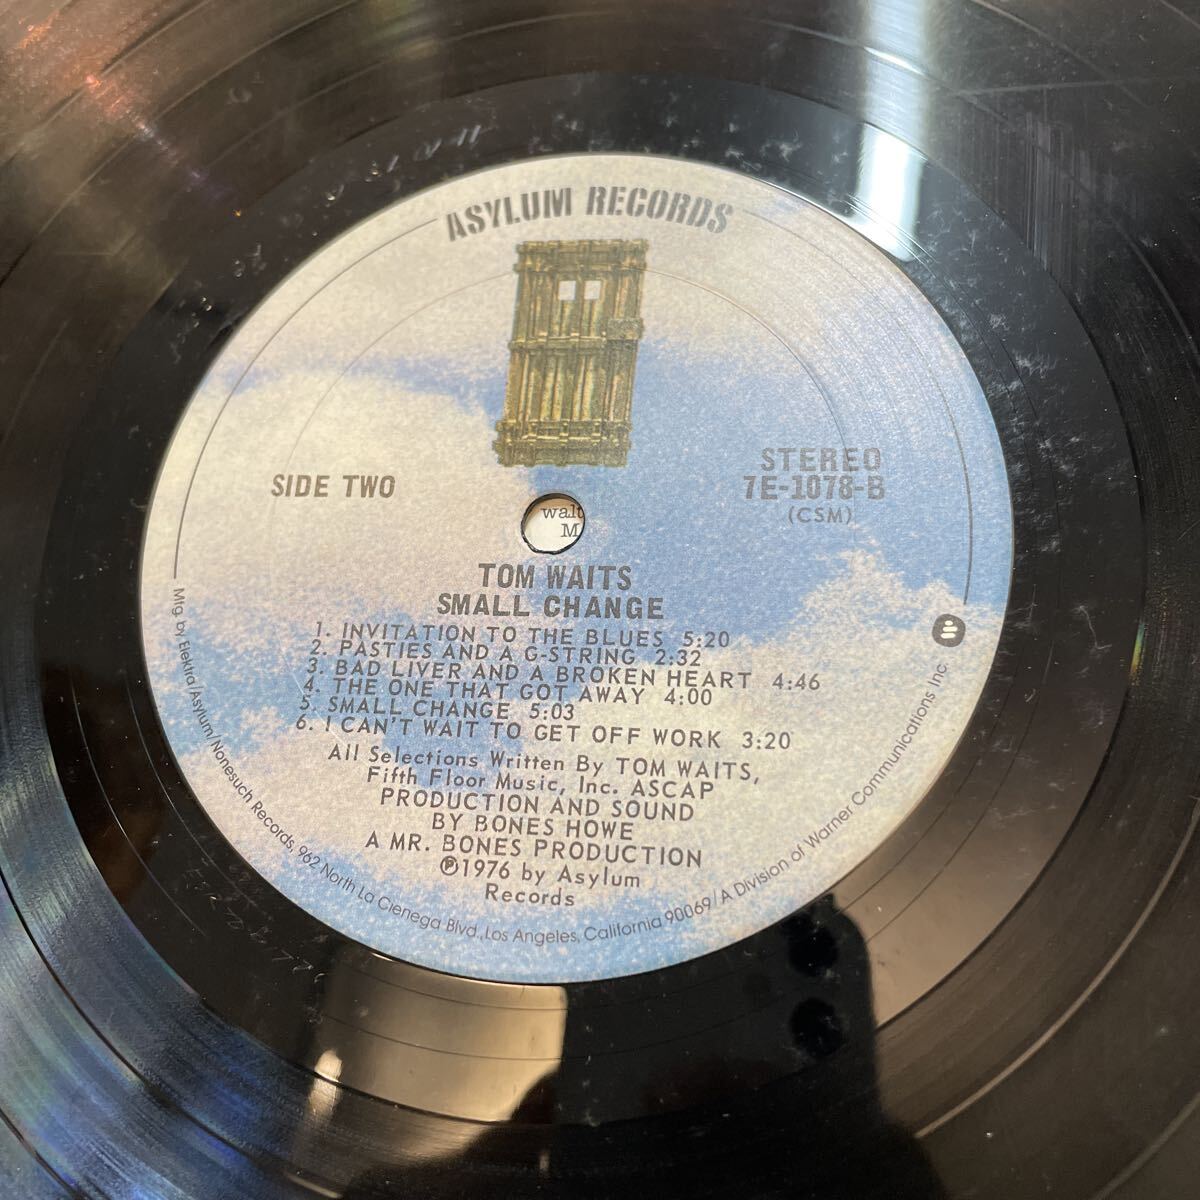 ASYLUM RECORDS
SIDE TWO
STEREO
7E-1078-B
(CSM)
walt
M
TOM WAITS
SMALL CHANGE
1. INVITATION TO THE BLUES 5:20
2. PASTIES AND A G-STRING 2:32
3. BAD LIVER AND A BROKEN HEART 4:46
4. THE ONE THAT GOT AWAY 4:00
5. SMALL CHANGE 5:03
6. I CAN'T WAIT TO GET OFF WORK 3:20
All Selections Written By TOM WAITS,
Fifth Floor Music, Inc. ASCAP
PRODUCTION AND SOUND
BY BONES HOWE
A MR. BONES PRODUCTION
℗1976 by Asylum
Records
Mfg. by Elektra/Asylum/Nonesuch Records, 962 North La Cienega Blvd., Los Angeles, California 90069/A Division of Warner Communications Inc.